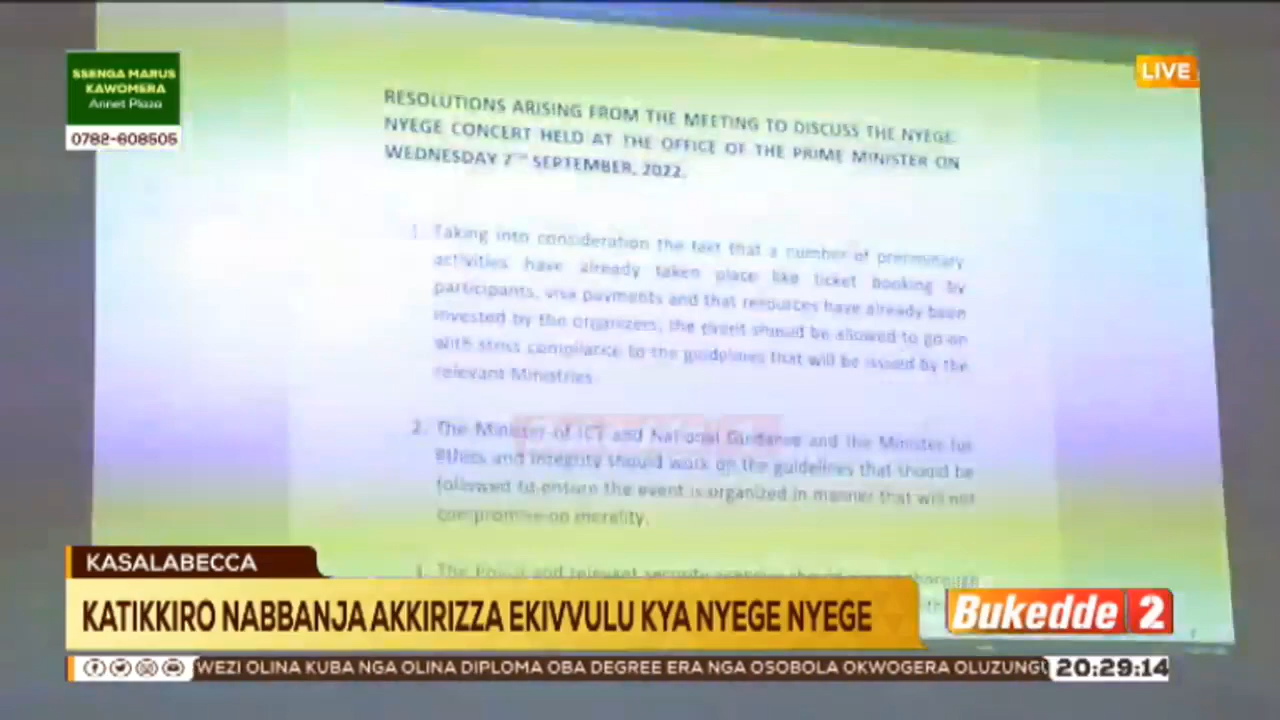 SSENGA MARUS
KAWOMERA
Annet Plaza
0782-608505
LIVE
RESOLUTIONS ARISING FROM THE MEETING TO DISCUSS THE NYEGE
NYEGE CONCERT HELD AT THE OFFICE OF THE PRIME MINISTER ON
WEDNESDAY 7TH SEPTEMBER, 2022.
1. Taking into consideration the fact that a number of preliminary
activities have already taken place like ticket booking by
participants, visa payments and that resources have already been
invested by the organizers, the event should be allowed to go on
with compliance to the guidelines that will be issued by the
relevant Ministries
2. The Minister of ICT and National Guidance and the Minister for
Ethics and Integrity should work on the guidelines that should be
followed to ensure the event is organized in manner that will not
compromise on morality.
The Police and relevant security
KASALABECCA
KATIKKIRO NABBANJA AKKIRIZZA EKIVVULU KYA NYEGE NYEGE
Bukedde 2
WEZI OLINA KUBA NGA OLINA DIPLOMA OBA DEGREE ERA NGA OSOBOLA OKWOGERA OLUZUNGU
20:29:14